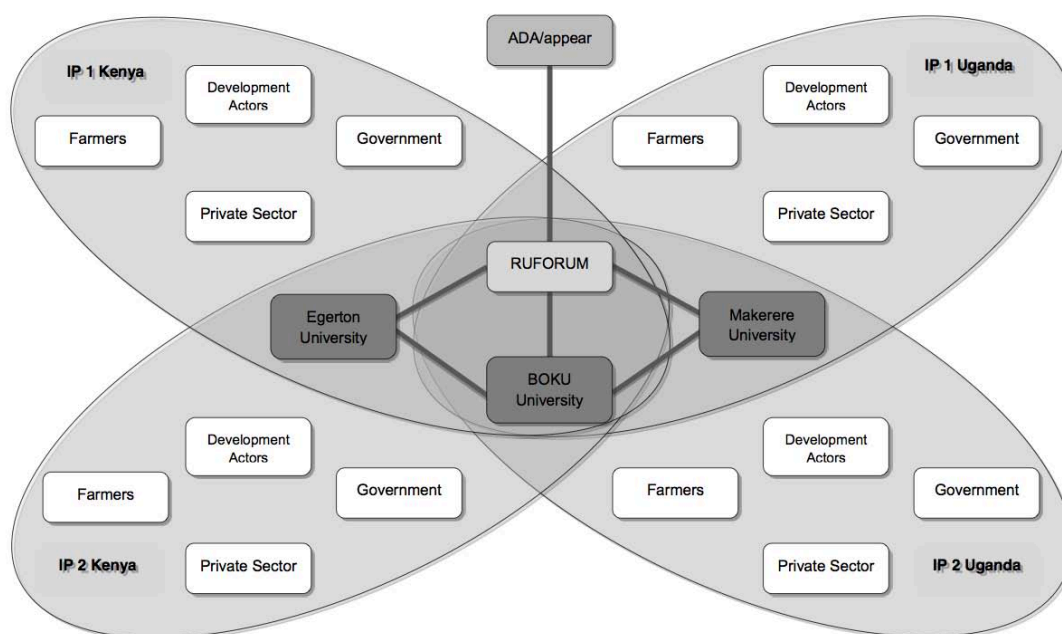 ADA/appear
IP 1 Kenya
Development
Actors
Farmers
Government
Private Sector
IP 1 Uganda
Development
Actors
Farmers
Government
Private Sector
RUFORUM
Egerton
University
Makerere
University
BOKU
University
Development
Actors
Farmers
Government
IP 2 Kenya
Private Sector
Development
Actors
Farmers
Government
Private Sector
IP 2 Uganda